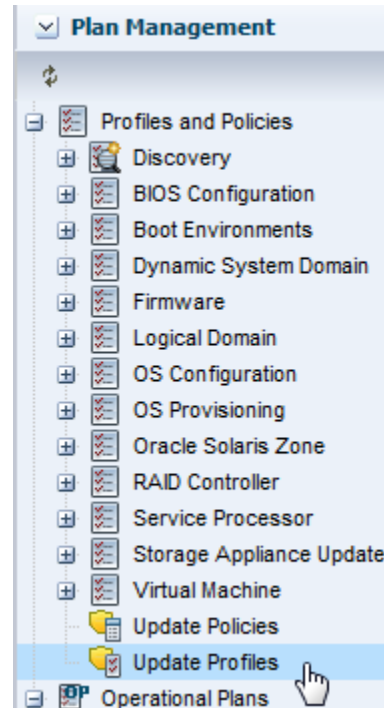 Plan Management
Profiles and Policies
Discovery
BIOS Configuration
Boot Environments
Dynamic System Domain
Firmware
Logical Domain
OS Configuration
OS Provisioning
Oracle Solaris Zone
RAID Controller
Service Processor
Storage Appliance Update
Virtual Machine
Update Policies
Update Profiles
Operational Plans